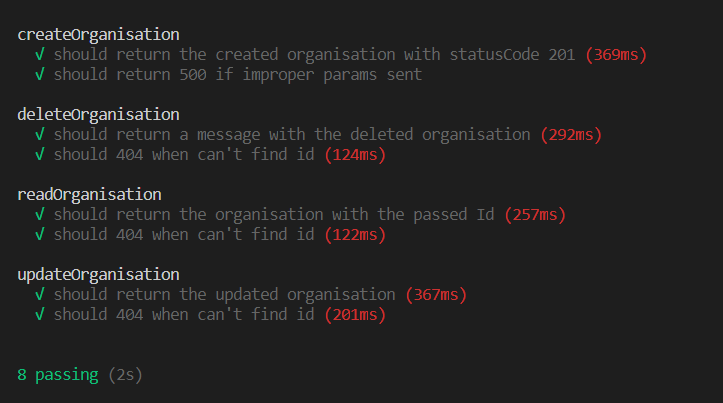 createOrganisation
√ should return the created organisation with statusCode 201 (369ms)
√ should return 500 if improper params sent
deleteOrganisation
√ should return a message with the deleted organisation (292ms)
√ should 404 when can't find id (124ms)
readOrganisation
√ should return the organisation with the passed Id (257ms)
√ should 404 when can't find id (122ms)
updateOrganisation
√ should return the updated organisation (367ms)
√ should 404 when can't find id (201ms)
8 passing (2s)